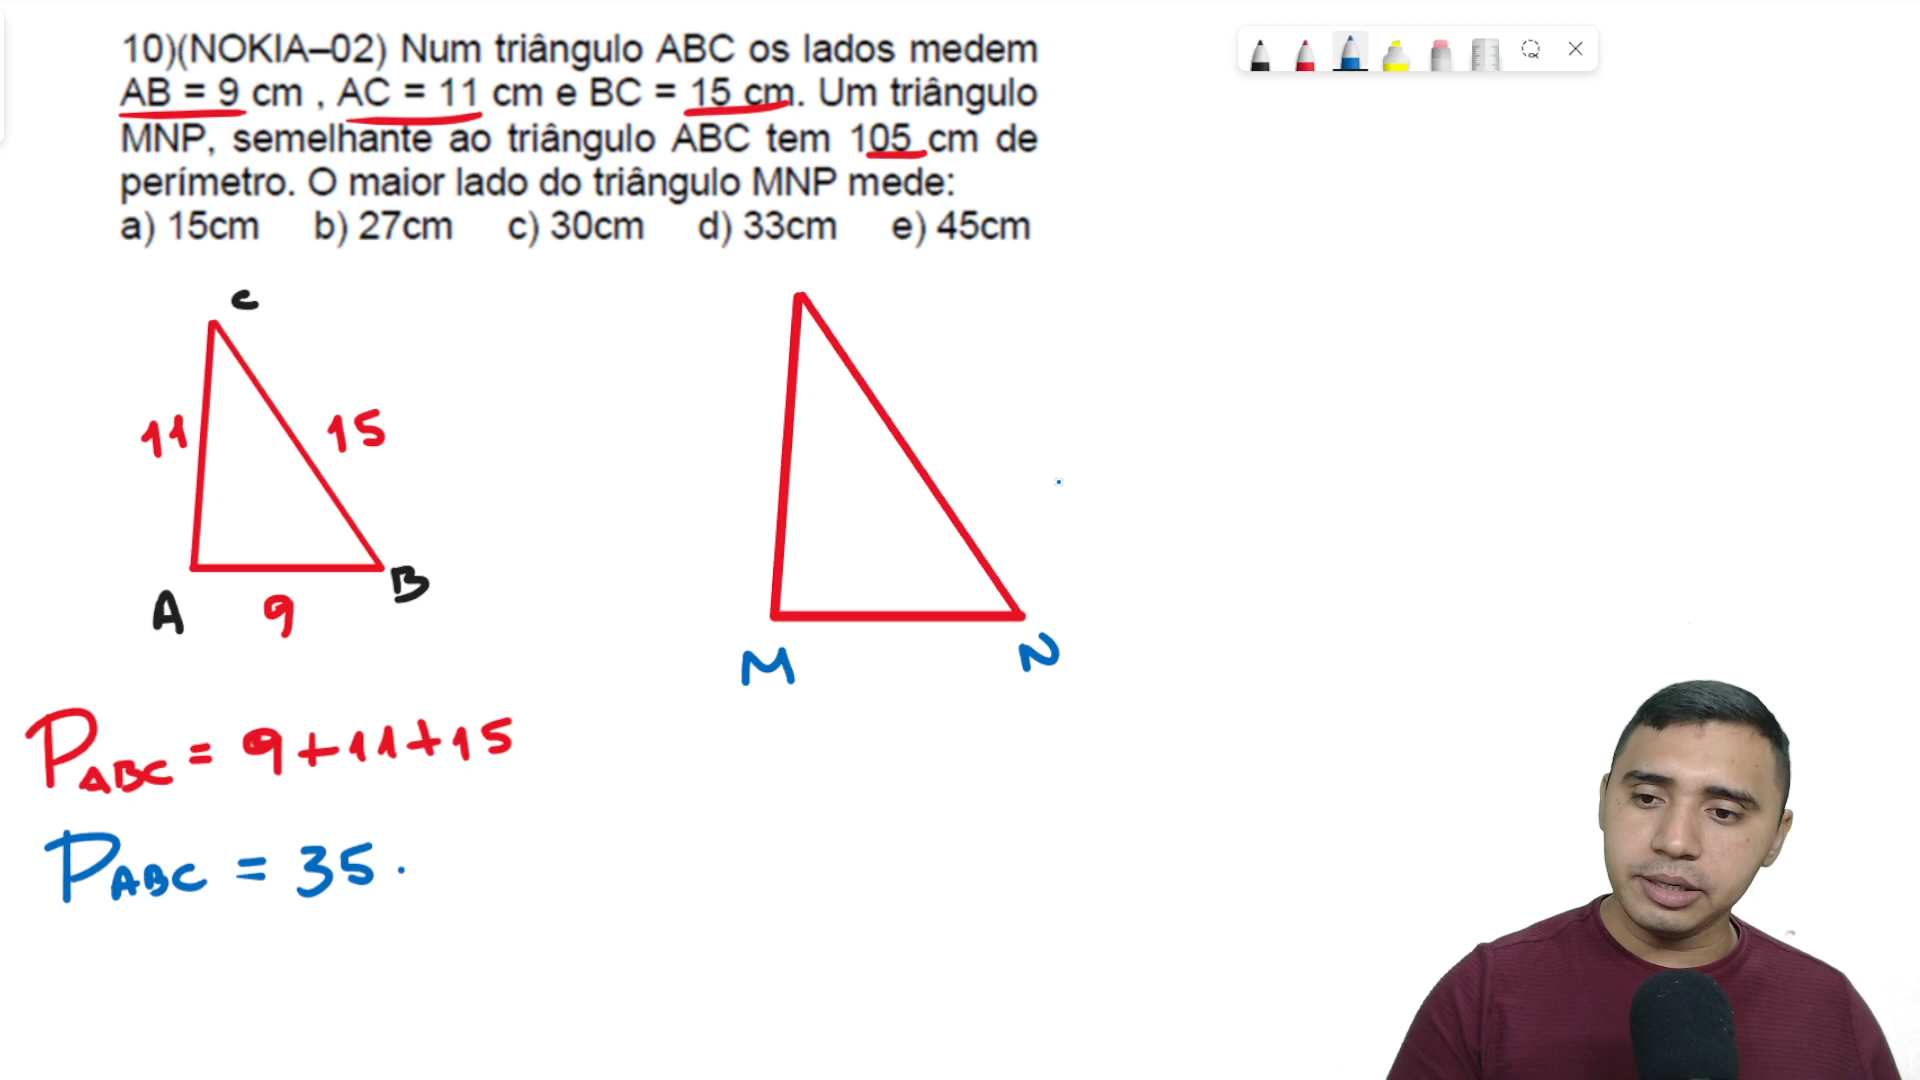 10)(NOKIA–02) Num triângulo ABC os lados medem
AB = 9 cm , AC = 11 cm e BC = 15 cm. Um triângulo
MNP, semelhante ao triângulo ABC tem 105 cm de
perímetro. O maior lado do triângulo MNP mede:
a) 15cm b) 27cm c) 30cm d) 33cm e) 45cm
C
11
15
A
9
B
M
N
PABC = 9+11+15
PABC = 35.